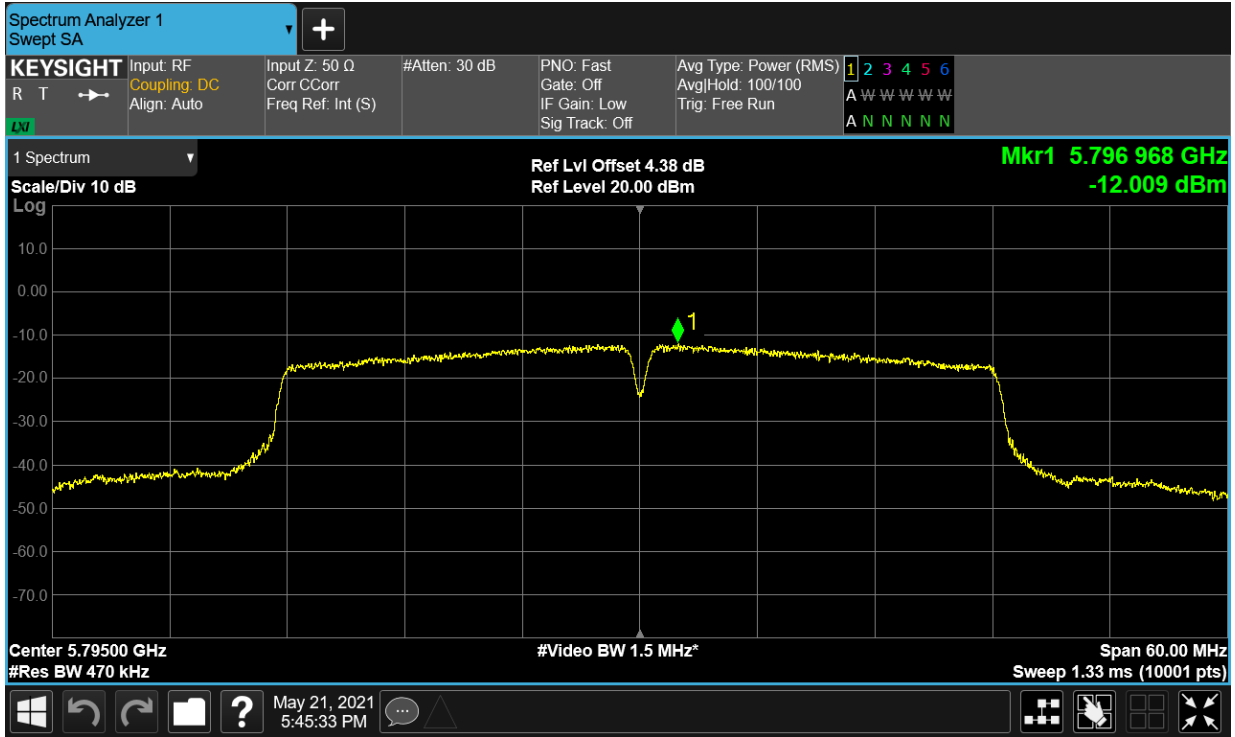 Spectrum Analyzer 1
Swept SA
+
KEYSIGHT
R T
LXI
Input: RF
Coupling: DC
Align: Auto
Input Z: 50 Ω
Corr CCorr
Freq Ref: Int (S)
#Atten: 30 dB
PNO: Fast
Gate: Off
IF Gain: Low
Sig Track: Off
Avg Type: Power (RMS)
Avg|Hold: 100/100
Trig: Free Run
1 2 3 4 5 6
A W W W W W
A N N N N N
1 Spectrum
Scale/Div 10 dB
Ref Lvl Offset 4.38 dB
Ref Level 20.00 dBm
Mkr1 5.796 968 GHz
-12.009 dBm
Log
10.0
0.00
-10.0
-20.0
-30.0
-40.0
-50.0
-60.0
-70.0
1
Center 5.79500 GHz
#Res BW 470 kHz
#Video BW 1.5 MHz*
Span 60.00 MHz
Sweep 1.33 ms (10001 pts)
?
May 21, 2021
5:45:33 PM